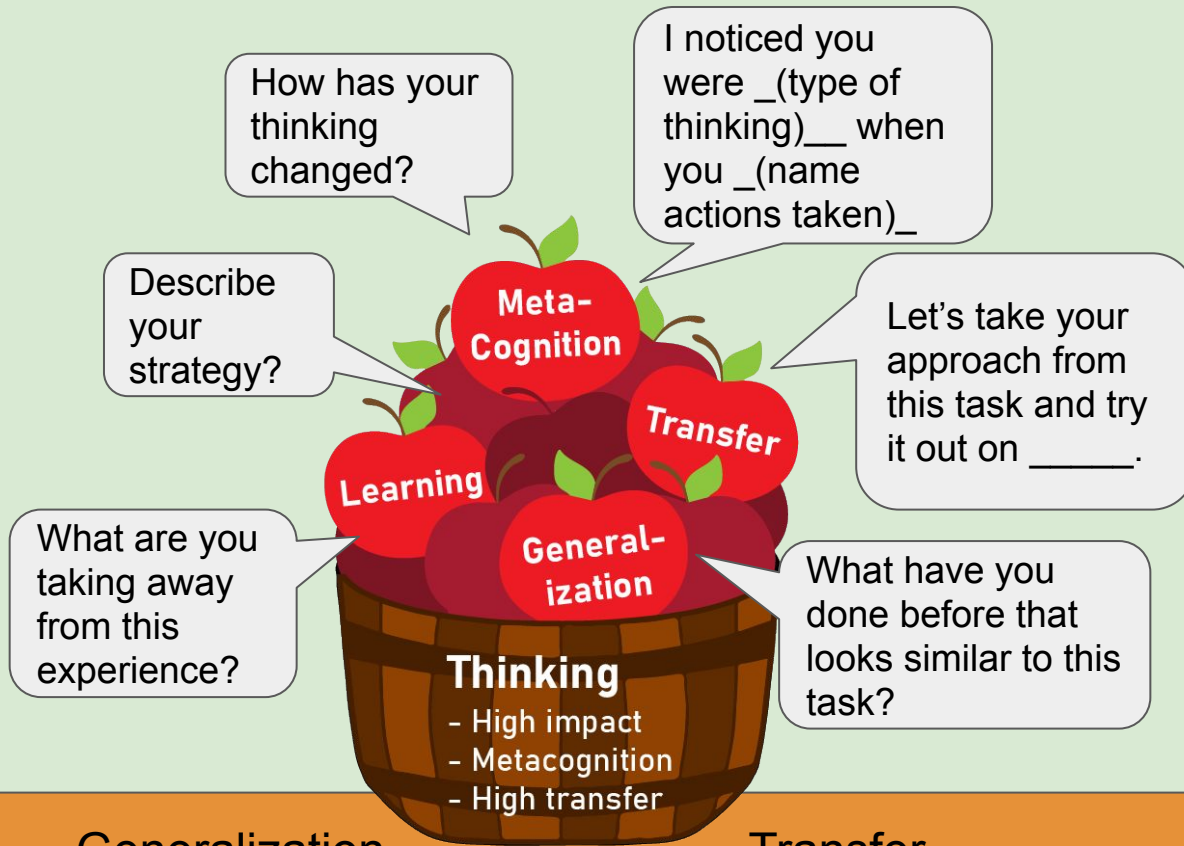 How has your
thinking
changed?
I noticed you
were _(type of
thinking)__ when
you _(name
actions taken)_
Describe
your
strategy?
Let's take your
approach from
this task and try
it out on _____.
What are you
taking away
from this
experience?
What have you
done before that
looks similar to this
task?
Meta-
Cognition
Transfer
Learning
General-
ization
Thinking
- High impact
- Metacognition
- High transfer
Generalization
Transfer